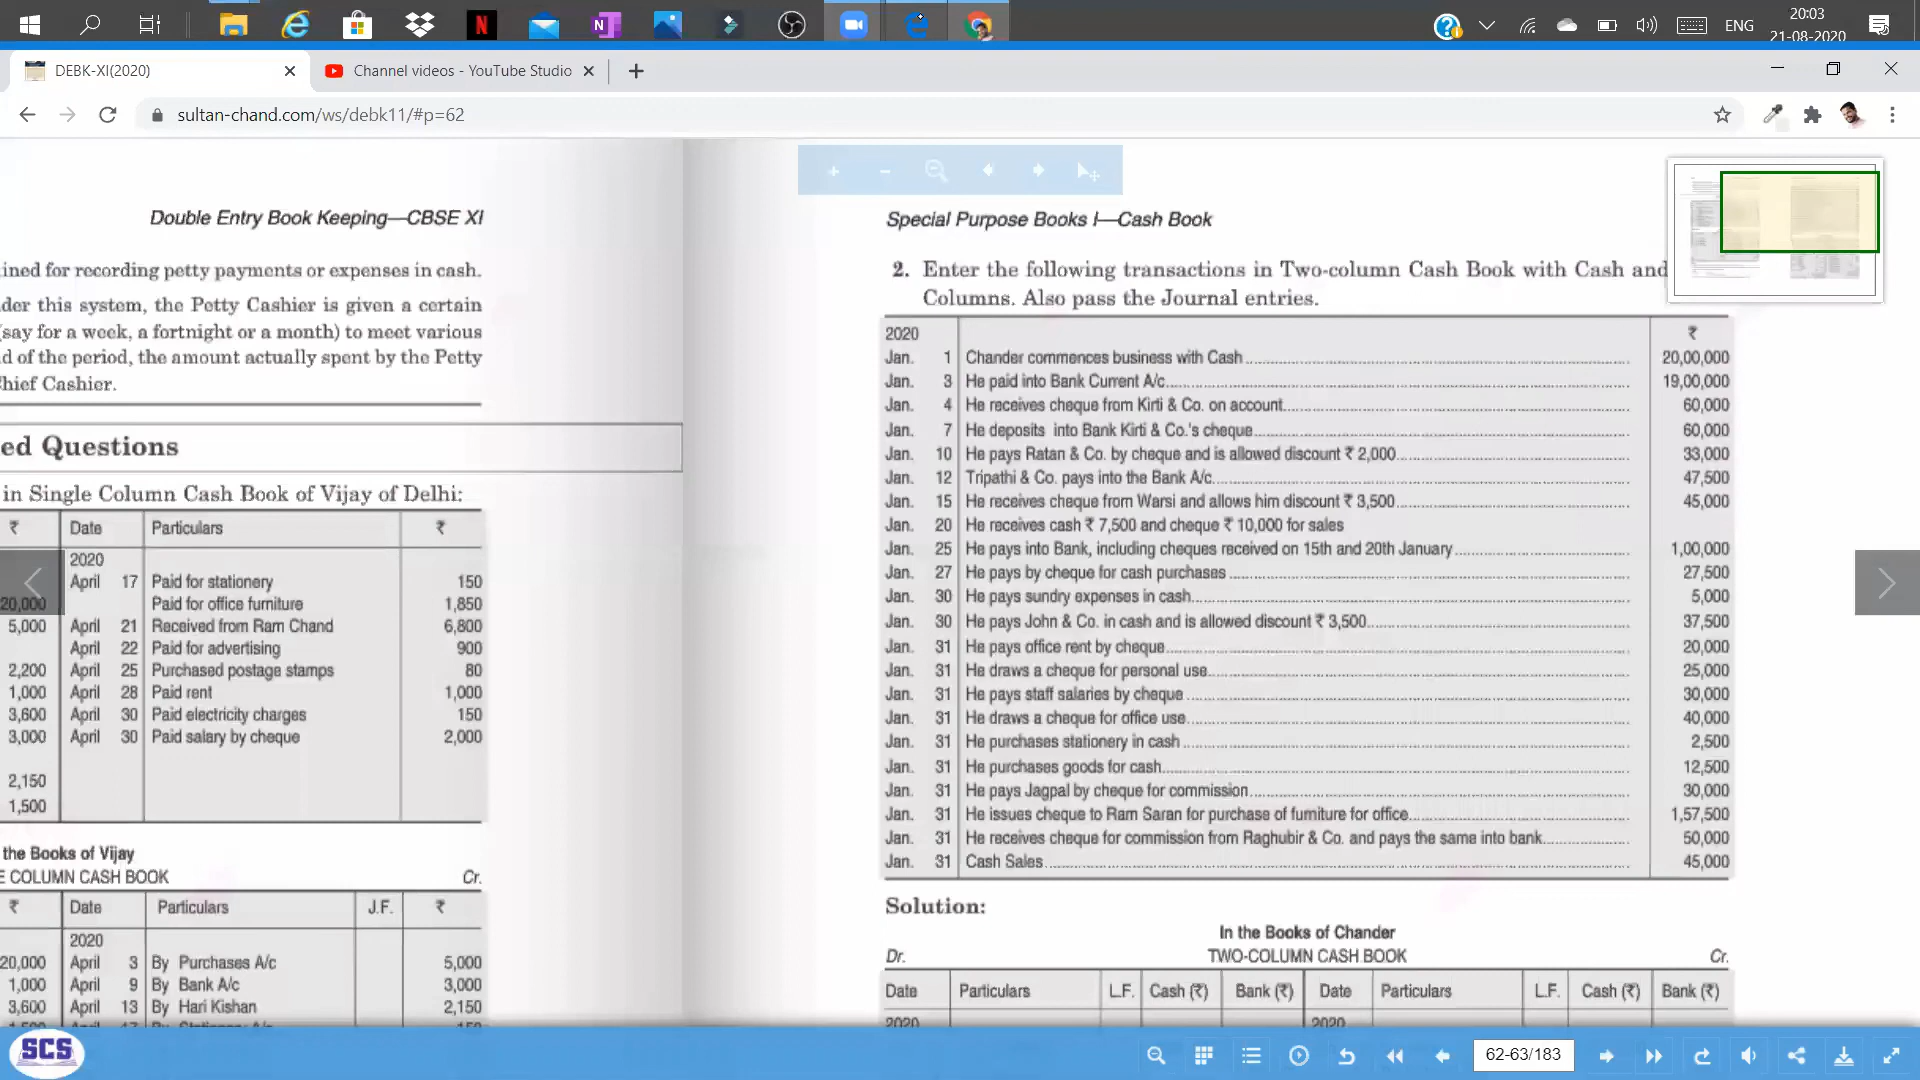 20:03
ENG
21-08-2020
DEBK-XI(2020)
Channel videos - YouTube Studio
sultan-chand.com/ws/debk11/#p=62
Double Entry Book Keeping—CBSE XI
ined for recording petty payments or expenses in cash.
der this system, the Petty Cashier is given a certain
(say for a week, a fortnight or a month) to meet various
d of the period, the amount actually spent by the Petty
hief Cashier.
ed Questions
in Single Column Cash Book of Vijay of Delhi:
₹ Date Particulars ₹
2020
April 17 Paid for stationery 150
20,000 Paid for office furniture 1,850
5,000 April 21 Received from Ram Chand 6,800
April 22 Paid for advertising 900
2,200 April 25 Purchased postage stamps 80
1,000 April 28 Paid rent 1,000
3,600 April 30 Paid electricity charges 150
3,000 April 30 Paid salary by cheque 2,000
2,150
1,500
the Books of Vijay
E COLUMN CASH BOOK Cr.
₹ Date Particulars J.F. ₹
2020
20,000 April 3 By Purchases A/c 5,000
1,000 April 9 By Bank A/c 3,000
3,600 April 13 By Hari Kishan 2,150
Special Purpose Books I—Cash Book
2. Enter the following transactions in Two-column Cash Book with Cash and
Columns. Also pass the Journal entries.
2020 ₹
Jan. 1 Chander commences business with Cash 20,00,000
Jan. 3 He paid into Bank Current A/c 19,00,000
Jan. 4 He receives cheque from Kirti & Co. on account 60,000
Jan. 7 He deposits into Bank Kirti & Co.'s cheque 60,000
Jan. 10 He pays Ratan & Co. by cheque and is allowed discount ₹ 2,000 33,000
Jan. 12 Tripathi & Co. pays into the Bank A/c 47,500
Jan. 15 He receives cheque from Warsi and allows him discount ₹ 3,500 45,000
Jan. 20 He receives cash ₹ 7,500 and cheque ₹ 10,000 for sales
Jan. 25 He pays into Bank, including cheques received on 15th and 20th January 1,00,000
Jan. 27 He pays by cheque for cash purchases 27,500
Jan. 30 He pays sundry expenses in cash 5,000
Jan. 30 He pays John & Co. in cash and is allowed discount ₹ 3,500 37,500
Jan. 31 He pays office rent by cheque 20,000
Jan. 31 He draws a cheque for personal use 25,000
Jan. 31 He pays staff salaries by cheque 30,000
Jan. 31 He draws a cheque for office use 40,000
Jan. 31 He purchases stationery in cash 2,500
Jan. 31 He purchases goods for cash 12,500
Jan. 31 He pays Jagpal by cheque for commission 30,000
Jan. 31 He issues cheque to Ram Saran for purchase of furniture for office 1,57,500
Jan. 31 He receives cheque for commission from Raghubir & Co. and pays the same into bank 50,000
Jan. 31 Cash Sales 45,000
Solution:
In the Books of Chander
Dr. TWO-COLUMN CASH BOOK Cr.
Date Particulars L.F. Cash (₹) Bank (₹) Date Particulars L.F. Cash (₹) Bank (₹)
2020 2020
SCS
62-63/183